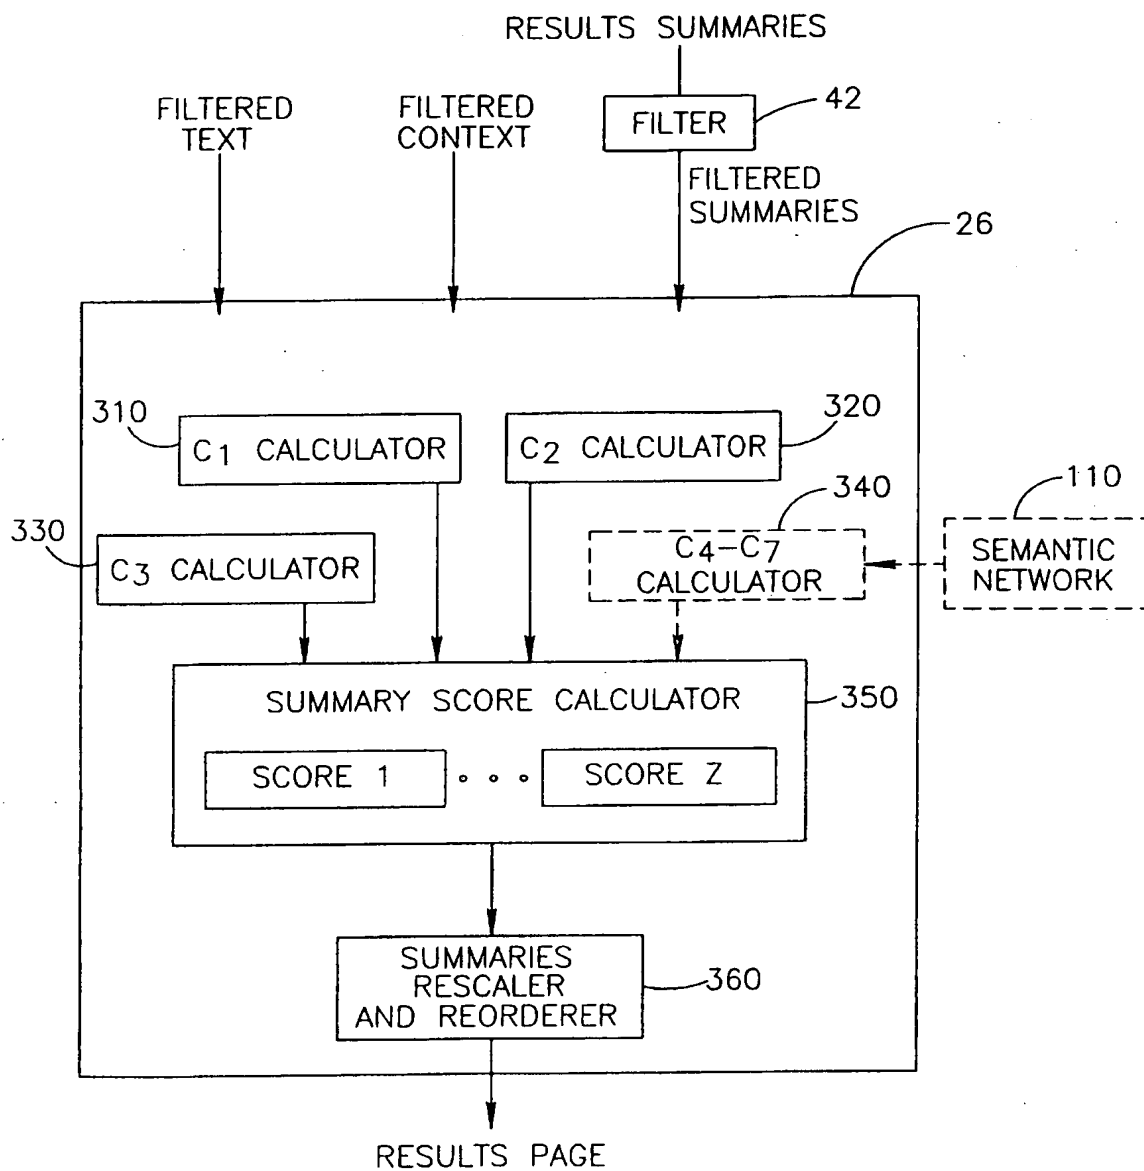 RESULTS SUMMARIES
FILTERED
TEXT
FILTERED
CONTEXT
FILTER
42
FILTERED
SUMMARIES
26
310
C1 CALCULATOR
C2 CALCULATOR
320
330
C3 CALCULATOR
340
C4-C7
CALCULATOR
110
SEMANTIC
NETWORK
SUMMARY SCORE CALCULATOR
350
SCORE 1
SCORE Z
SUMMARIES
RESCALER
AND REORDERER
360
RESULTS PAGE